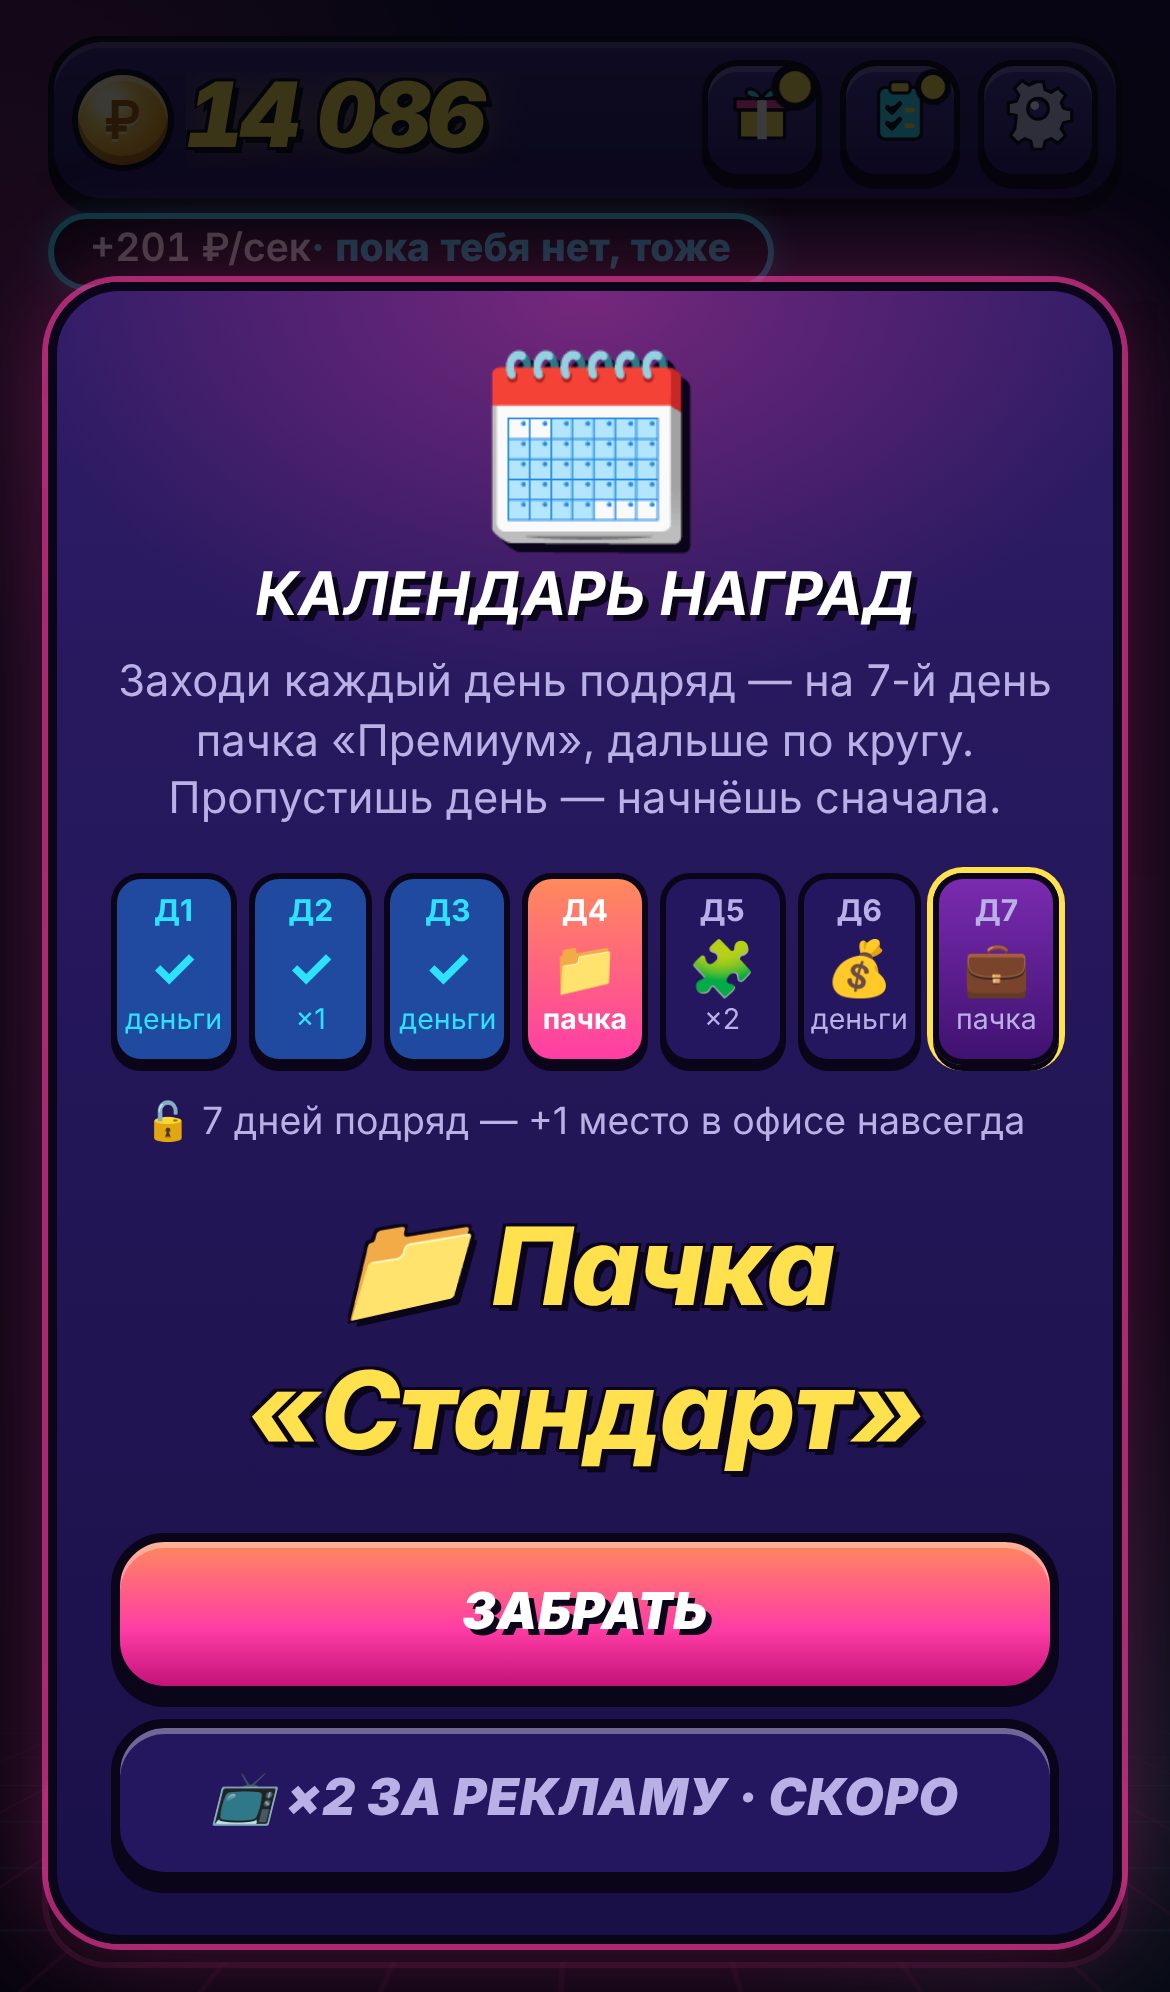 ₽ 14 086
+201 ₽/сек · пока тебя нет, тоже
КАЛЕНДАРЬ НАГРАД
Заходи каждый день подряд — на 7-й день
пачка «Премиум», дальше по кругу.
Пропустишь день — начнёшь сначала.
Д1 Д2 Д3 Д4 Д5 Д6 Д7
деньги ×1 деньги пачка ×2 деньги пачка
7 дней подряд — +1 место в офисе навсегда
Пачка
«Стандарт»
ЗАБРАТЬ
×2 ЗА РЕКЛАМУ · СКОРО